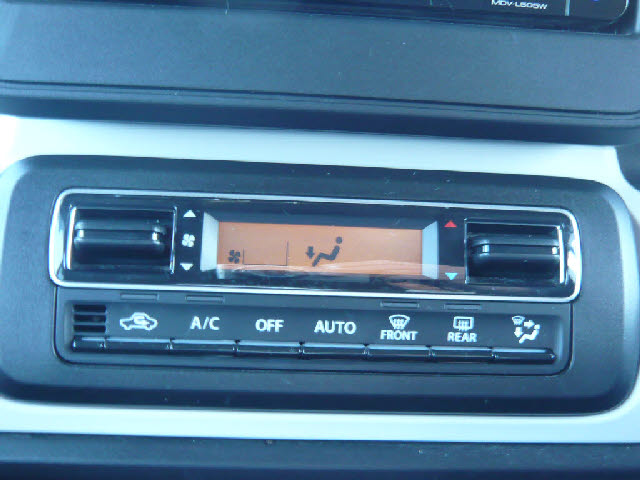 MDV-L505W
A/C OFF AUTO FRONT REAR